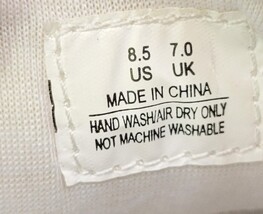 8.5 7.0
US UK
MADE IN CHINA
HAND WASH/AIR DRY ONLY
NOT MACHINE WASHABLE